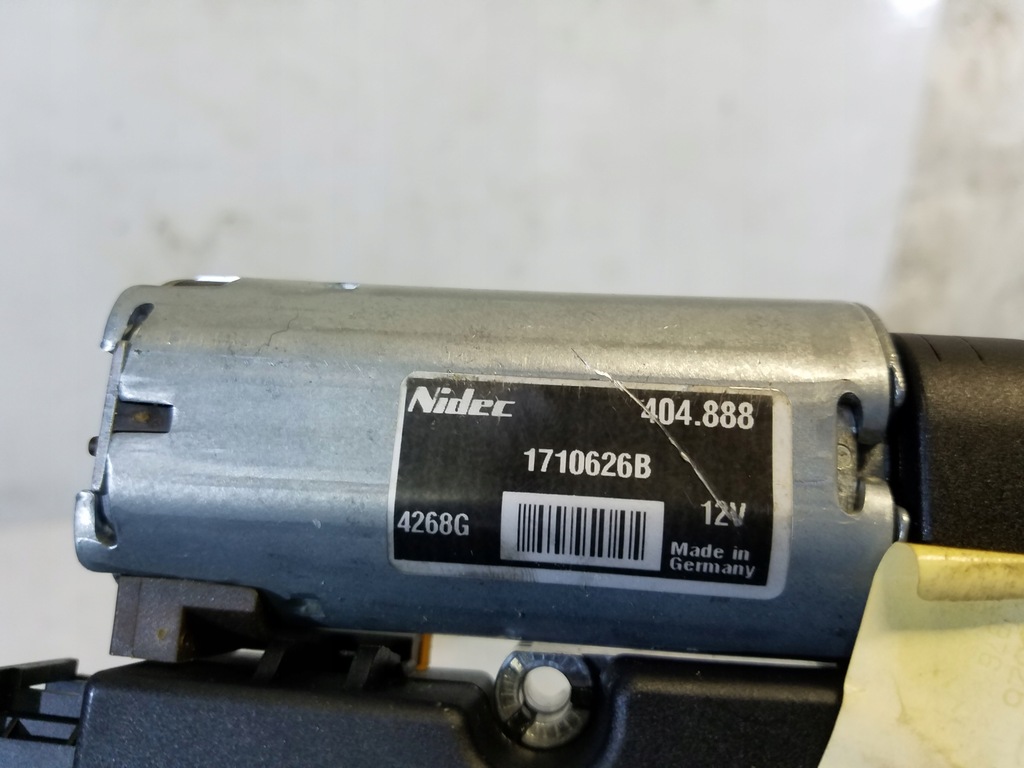 Nidec 404.888
1710626B
4268G 12V
Made in
Germany